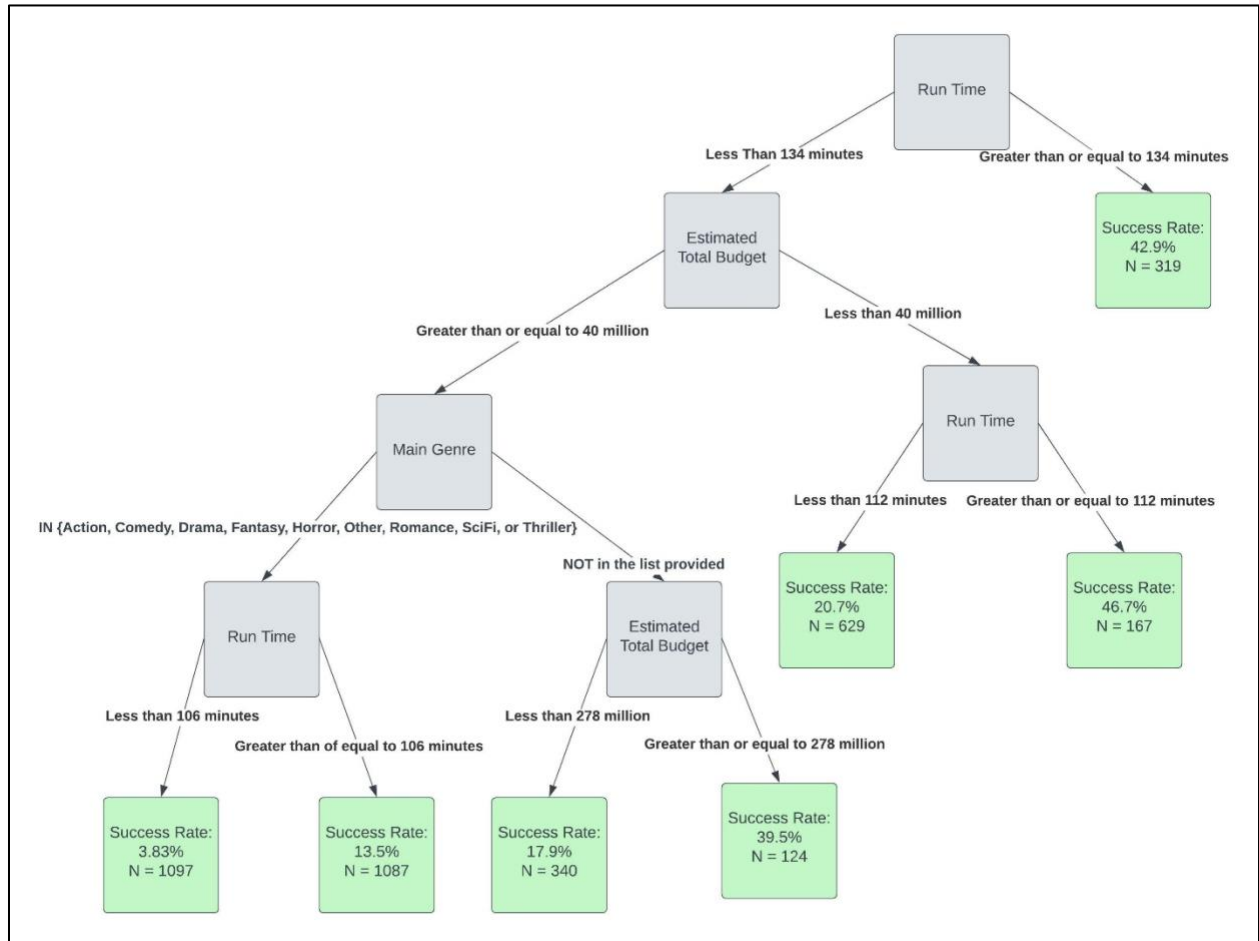 Run Time
Less Than 134 minutes
Greater than or equal to 134 minutes
Estimated
Total Budget
Success Rate:
42.9%
N = 319
Greater than or equal to 40 million
Less than 40 million
Main Genre
Run Time
IN {Action, Comedy, Drama, Fantasy, Horror, Other, Romance, SciFi, or Thriller}
NOT in the list provided
Less than 112 minutes
Greater than or equal to 112 minutes
Run Time
Estimated
Total Budget
Success Rate:
20.7%
N = 629
Success Rate:
46.7%
N = 167
Less than 106 minutes
Greater than of equal to 106 minutes
Less than 278 million
Greater than or equal to 278 million
Success Rate:
3.83%
N = 1097
Success Rate:
13.5%
N = 1087
Success Rate:
17.9%
N = 340
Success Rate:
39.5%
N = 124